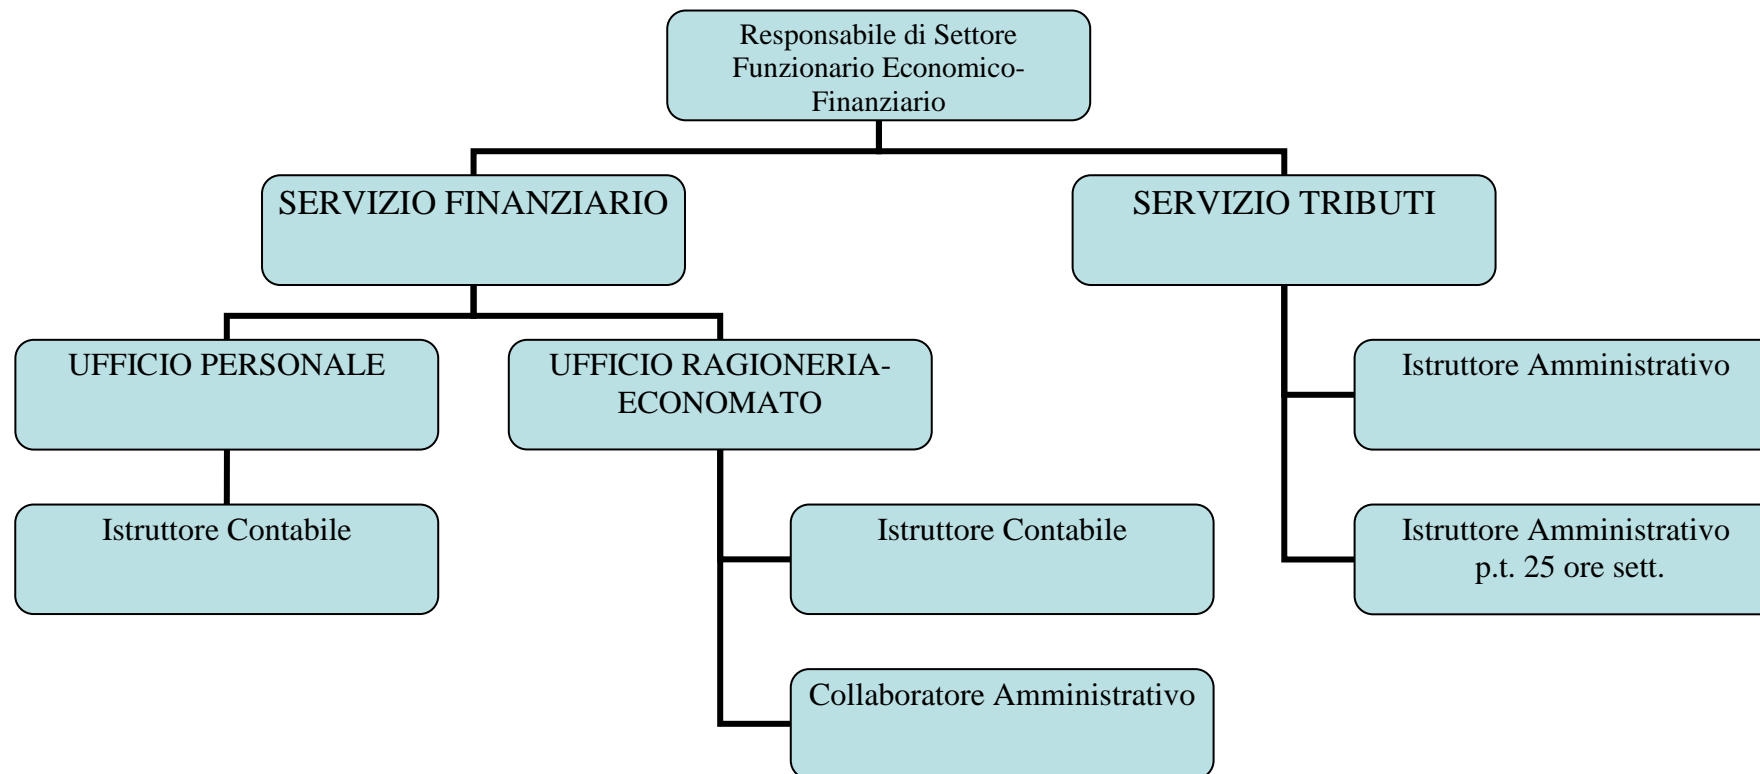 Responsabile di Settore
Funzionario Economico-
Finanziario
SERVIZIO FINANZIARIO
SERVIZIO TRIBUTI
UFFICIO PERSONALE
UFFICIO RAGIONERIA-
ECONOMATO
Istruttore Amministrativo
Istruttore Contabile
Istruttore Contabile
Istruttore Amministrativo
p.t. 25 ore sett.
Collaboratore Amministrativo